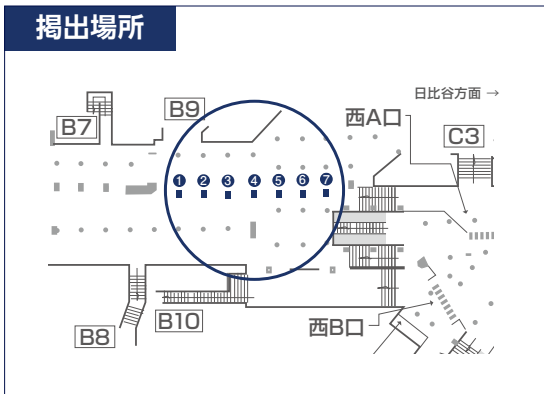 掲出場所
日比谷方面 →
西A口
C3
B9
B7
❶ ❷ ❸ ❹ ❺ ❻ ❼
B8
B10
西B口